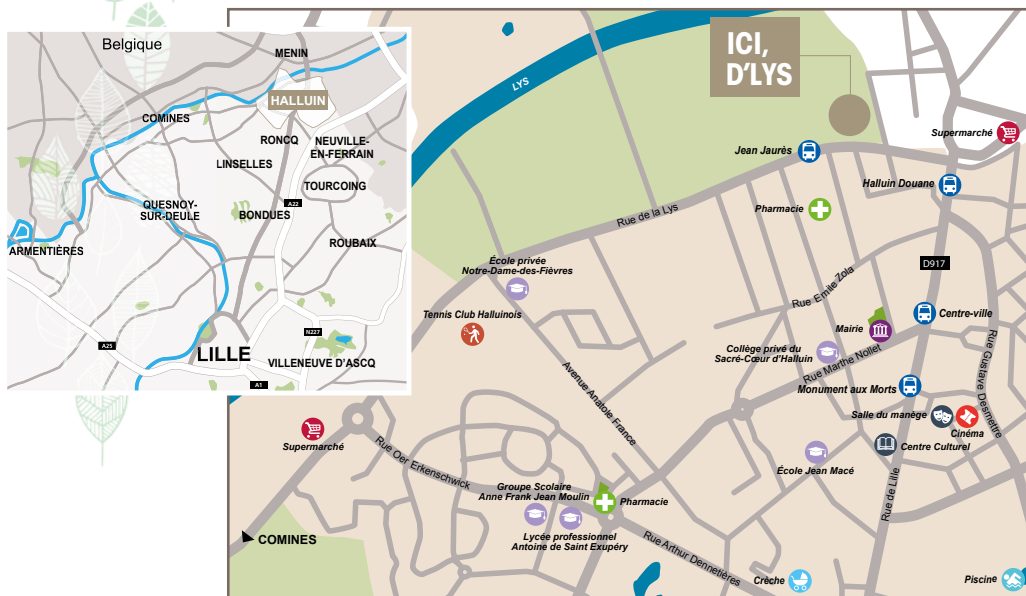 Belgique
MENIN
HALLUIN
COMINES
RONCQ
NEUVILLE-
EN-FERRAIN
LINSELLES
TOURCOING
QUESNOY-
SUR-DEULE
A22
BONDUES
ROUBAIX
ARMENTIÈRES
N227
A25
LILLE
VILLENEUVE D'ASCQ
A1
LYS
ICI,
D'LYS
Supermarché
Jean Jaurès
Halluin Douane
Pharmacie
Rue de la Lys
D917
École privée
Notre-Dame-des-Fièvres
Rue Emile Zola
Tennis Club Halluinois
Centre-ville
Mairie
Collège privé du
Sacré-Cœur d'Halluin
Rue Marthe Nollet
Rue Gustave Desmettre
Monument aux Morts
Avenue Anatole France
Salle du manège
Cinéma
Supermarché
Rue Oer Erkenschwick
Centre Culturel
École Jean Macé
Rue de Lille
Groupe Scolaire
Anne Frank Jean Moulin
Pharmacie
Lycée professionnel
Antoine de Saint Exupéry
COMINES
Rue Arthur Dennetières
Crèche
Piscine